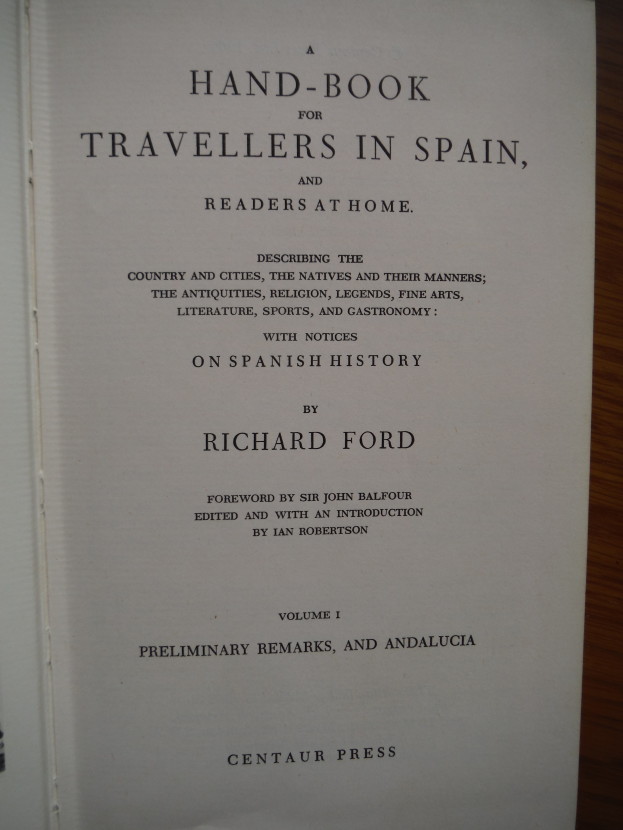 A
HAND-BOOK
FOR
TRAVELLERS IN SPAIN,
AND
READERS AT HOME.
DESCRIBING THE
COUNTRY AND CITIES, THE NATIVES AND THEIR MANNERS;
THE ANTIQUITIES, RELIGION, LEGENDS, FINE ARTS,
LITERATURE, SPORTS, AND GASTRONOMY:
WITH NOTICES
ON SPANISH HISTORY
BY
RICHARD FORD
FOREWORD BY SIR JOHN BALFOUR
EDITED AND WITH AN INTRODUCTION
BY IAN ROBERTSON
VOLUME I
PRELIMINARY REMARKS, AND ANDALUCIA
CENTAUR PRESS